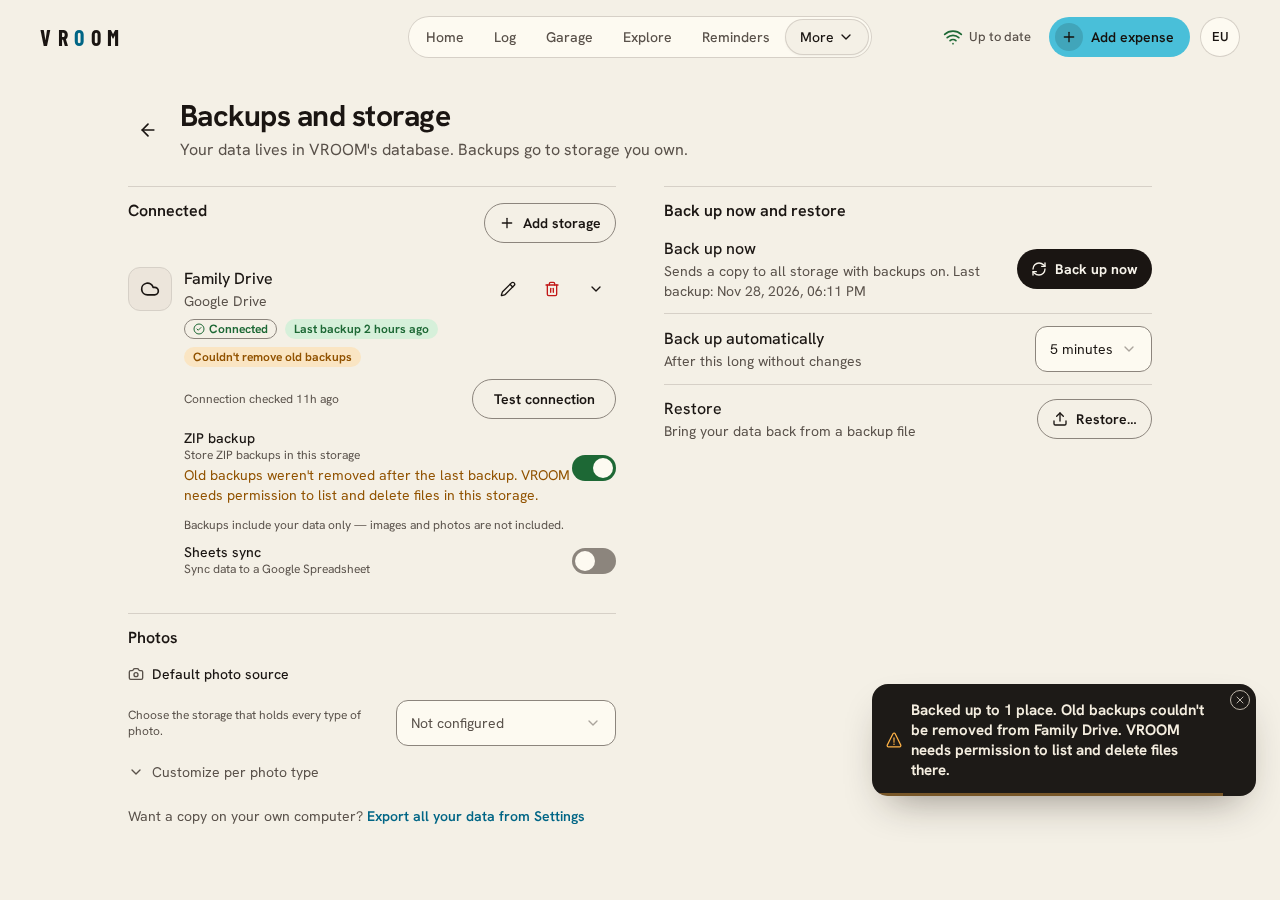 VROOM
Home
Log
Garage
Explore
Reminders
More
Up to date
Add expense
EU
Backups and storage
Your data lives in VROOM's database. Backups go to storage you own.
Connected
Add storage
Family Drive
Google Drive
Connected
Last backup 2 hours ago
Couldn't remove old backups
Connection checked 11h ago
Test connection
ZIP backup
Store ZIP backups in this storage
Old backups weren't removed after the last backup. VROOM
needs permission to list and delete files in this storage.
Backups include your data only — images and photos are not included.
Sheets sync
Sync data to a Google Spreadsheet
Photos
Default photo source
Choose the storage that holds every type of
photo.
Not configured
Customize per photo type
Want a copy on your own computer? Export all your data from Settings
Back up now and restore
Back up now
Sends a copy to all storage with backups on. Last
backup: Nov 28, 2026, 06:11 PM
Back up now
Back up automatically
After this long without changes
5 minutes
Restore
Bring your data back from a backup file
Restore...
Backed up to 1 place. Old backups couldn't
be removed from Family Drive. VROOM
needs permission to list and delete files
there.